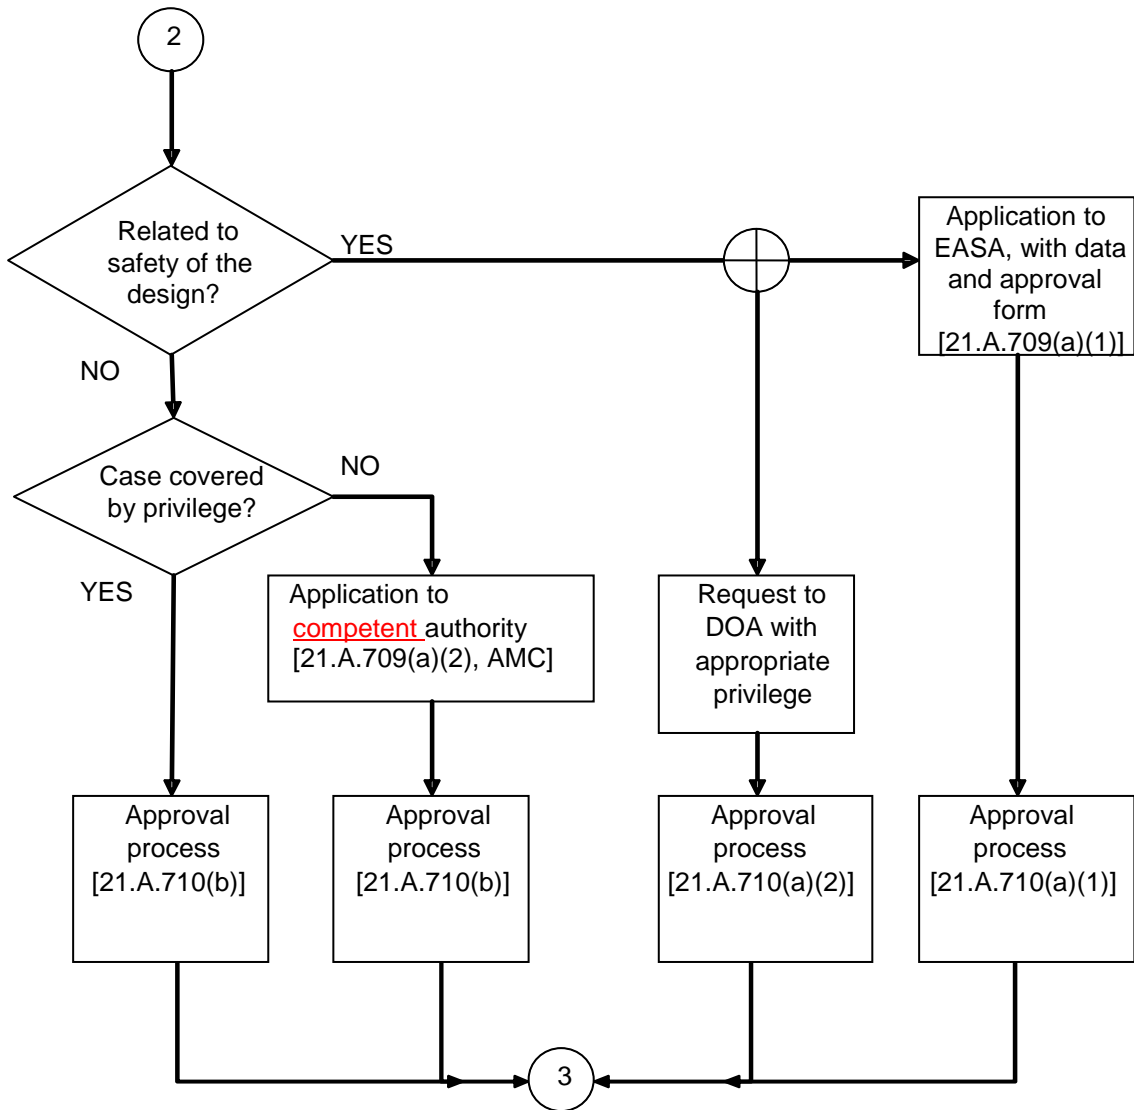 2
Related to
safety of the
design?
YES
NO
Application to
EASA, with data
and approval
form
[21.A.709(a)(1)]
Case covered
by privilege?
NO
YES
Application to
competent authority
[21.A.709(a)(2), AMC]
Request to
DOA with
appropriate
privilege
Approval
process
[21.A.710(b)]
Approval
process
[21.A.710(b)]
Approval
process
[21.A.710(a)(2)]
Approval
process
[21.A.710(a)(1)]
3